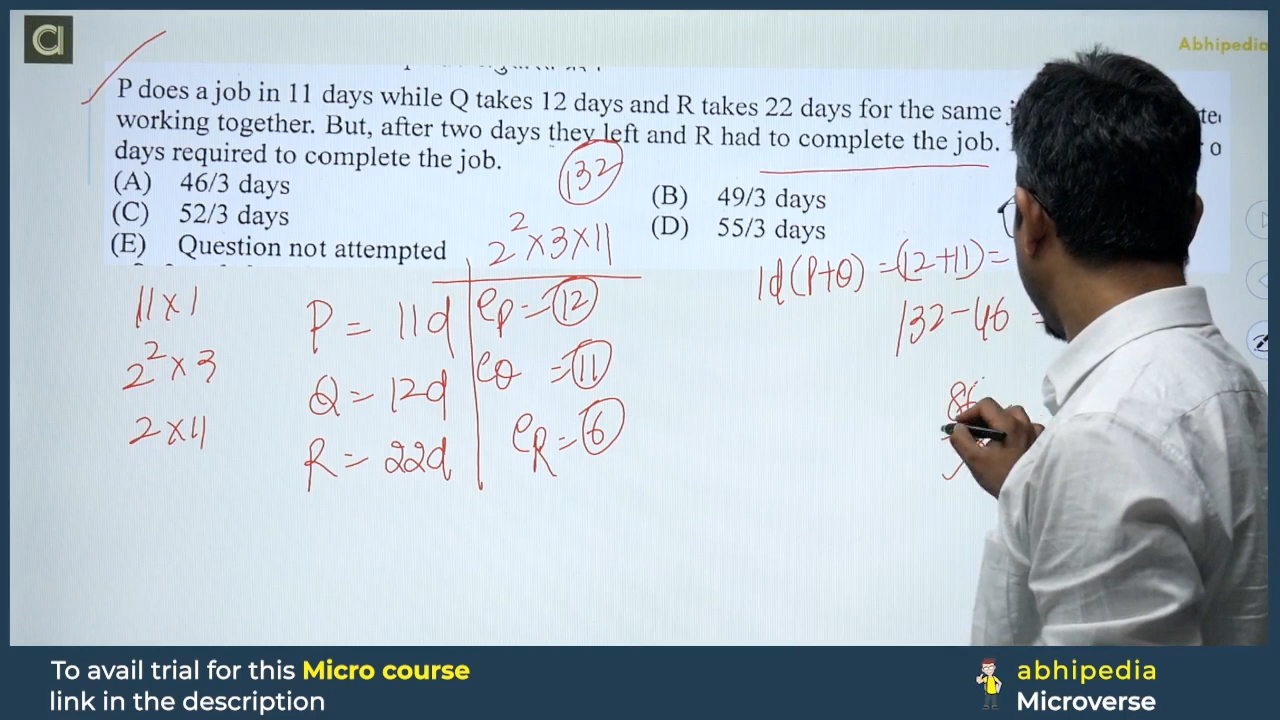 Abhipedia
P does a job in 11 days while Q takes 12 days and R takes 22 days for the same
working together. But, after two days they left and R had to complete the job.
days required to complete the job.
(A) 46/3 days
(B) 49/3 days
(C) 52/3 days
(D) 55/3 days
(E) Question not attempted
132
2² × 3 × 11
11 × 1
2² × 3
2 × 11
P = 11d
Q = 12d
R = 22d
eP = 12
eQ = 11
eR = 6
1d (P+Q) = (12+11) =
132 - 46 =
86
To avail trial for this Micro course
link in the description
abhipedia
Microverse